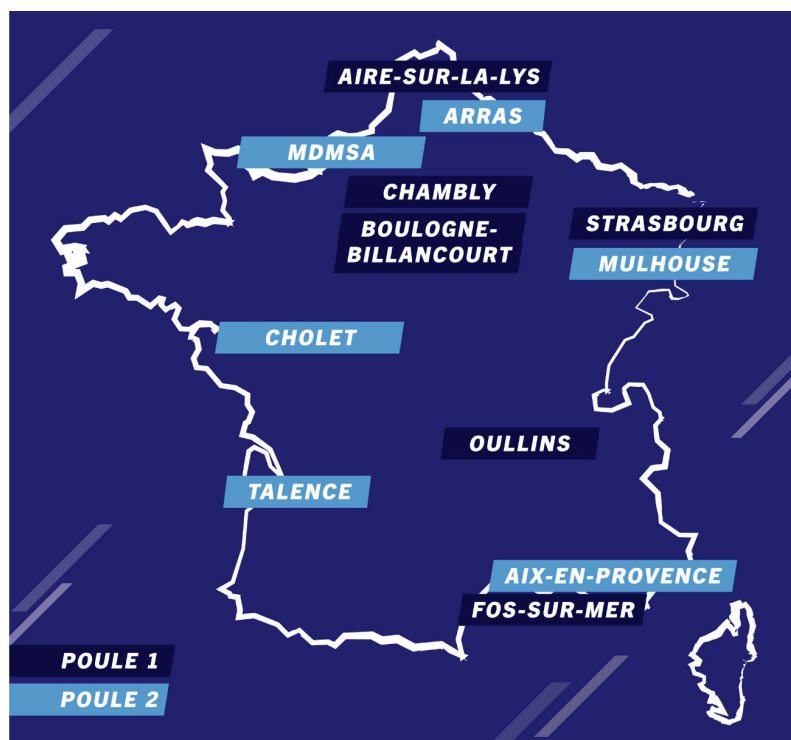 AIRE-SUR-LA-LYS
ARRAS
MDMSA
CHAMBLY
BOULOGNE-
BILLANCOURT
STRASBOURG
MULHOUSE
CHOLET
OULLINS
TALENCE
AIX-EN-PROVENCE
FOS-SUR-MER
POULE 1
POULE 2